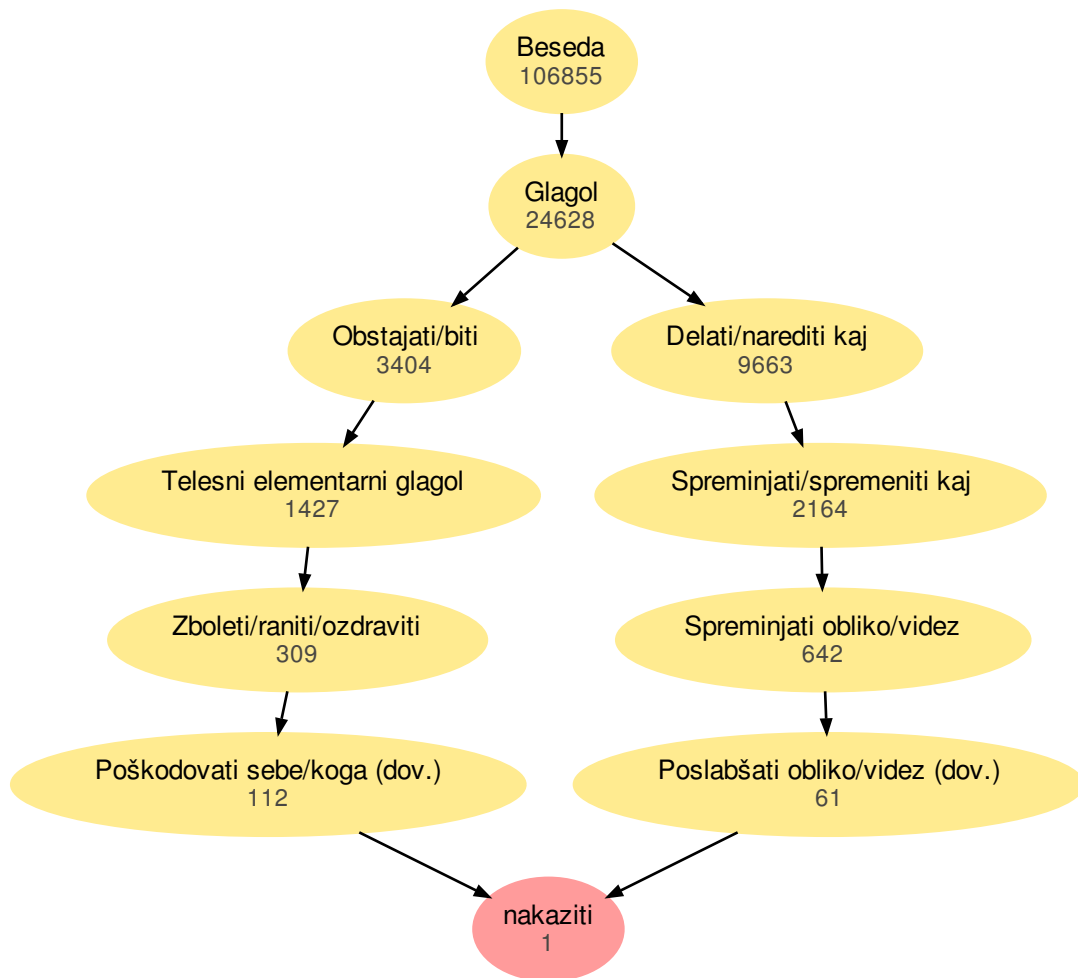 Beseda
106855
Glagol
24628
Obstajati/biti
3404
Delati/narediti kaj
9663
Telesni elementarni glagol
1427
Spreminjati/spremeniti kaj
2164
Zboleti/raniti/ozdraviti
309
Spreminjati obliko/videz
642
Poškodovati sebe/koga (dov.)
112
Poslabšati obliko/videz (dov.)
61
nakaziti
1